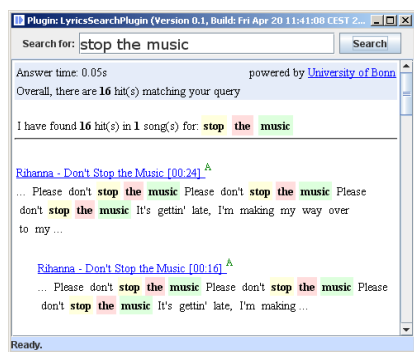 Plugin: LyricsSearchPlugin (Version 0.1, Build: Fri Apr 20 11:41:08 CEST 2...
Search for: stop the music Search
Answer time: 0.05s powered by University of Bonn
Overall, there are 16 hit(s) matching your query
I have found 16 hit(s) in 1 song(s) for: stop the music
Rihanna - Don't Stop the Music [00:24] A
... Please don't stop the music Please don't stop the music Please
don't stop the music It's gettin' late, I'm making my way over
to my ...
Rihanna - Don't Stop the Music [00:16] A
... Please don't stop the music Please don't stop the music Please
don't stop the music It's gettin' late, I'm making ...
Ready.